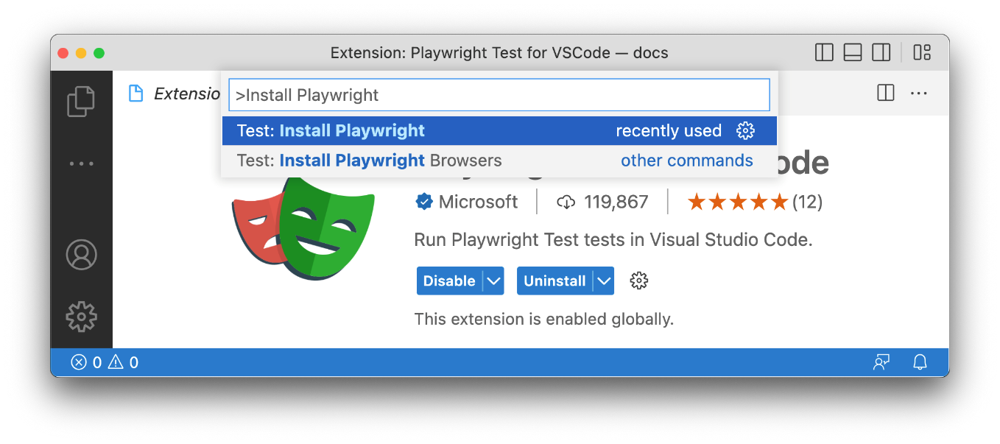 Extension: Playwright Test for VSCode — docs
Extensio
>Install Playwright
Test: Install Playwright recently used
Test: Install Playwright Browsers other commands
ode
Microsoft 119,867 (12)
Run Playwright Test tests in Visual Studio Code.
Disable Uninstall
This extension is enabled globally.
0 0